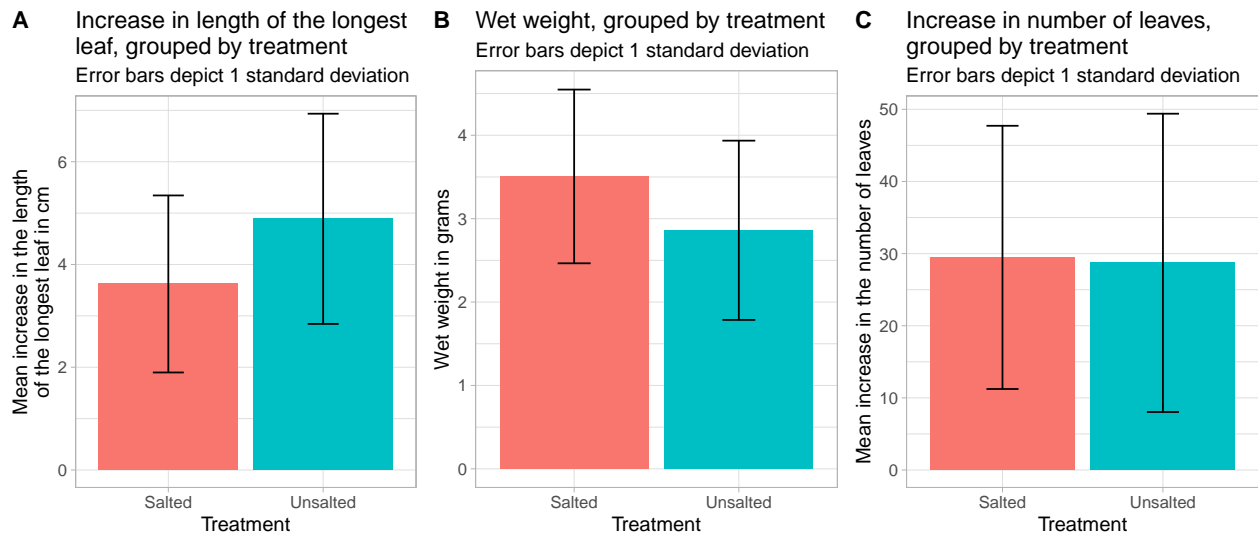 A
Increase in length of the longest
leaf, grouped by treatment
Error bars depict 1 standard deviation
Mean increase in the length
of the longest leaf in cm
6
4
2
0
Salted
Unsalted
Treatment
B
Wet weight, grouped by treatment
Error bars depict 1 standard deviation
Wet weight in grams
4
3
2
1
0
Salted
Unsalted
Treatment
C
Increase in number of leaves,
grouped by treatment
Error bars depict 1 standard deviation
Mean increase in the number of leaves
50
40
30
20
10
0
Salted
Unsalted
Treatment